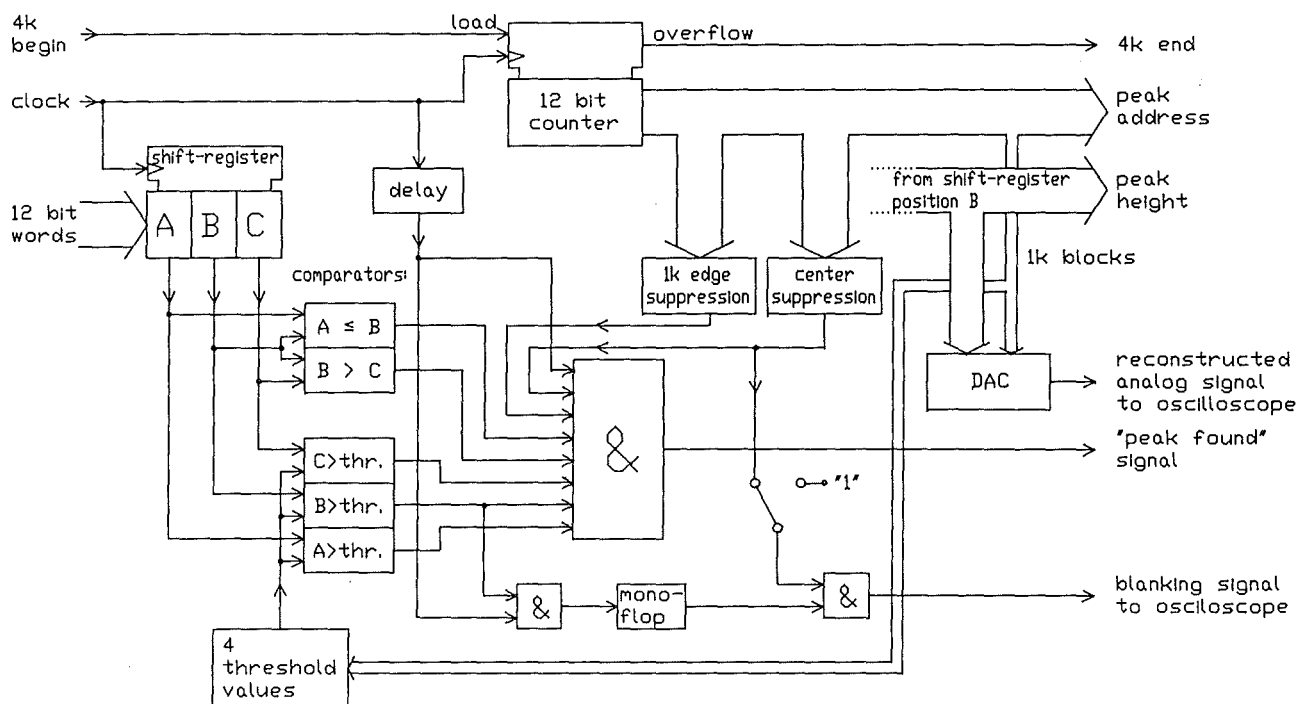 4k
begin
load
overflow
4k end
clock
12 bit
counter
peak
address
shift-register
delay
from shift-register
position B
peak
height
12 bit
words
A B C
1k blocks
comparators:
1k edge
suppression
center
suppression
A ≤ B
B > C
DAC
reconstructed
analog signal
to oscilloscope
&
"peak found"
signal
C>thr.
B>thr.
A>thr.
"1"
&
mono-
flop
&
blanking signal
to osciloscope
4
threshold
values